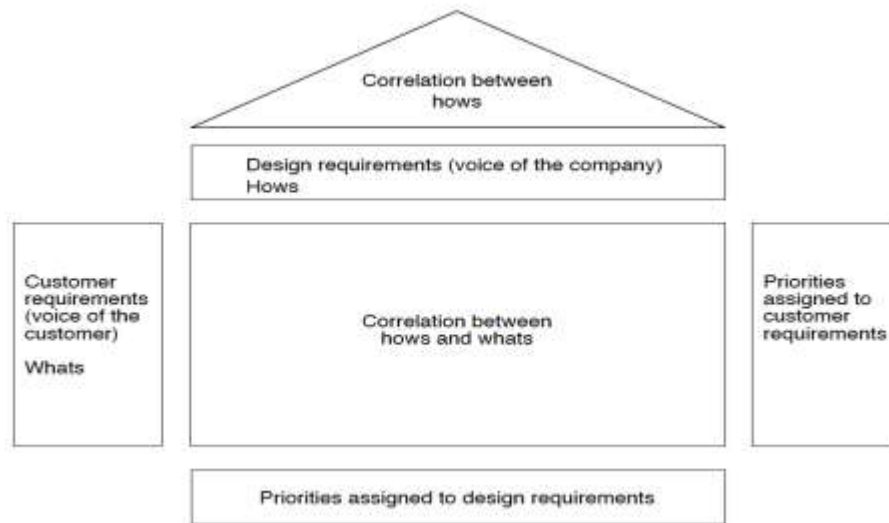 Correlation between
hows
Design requirements (voice of the company)
Hows
Customer
requirements
(voice of the
customer)
Whats
Correlation between
hows and whats
Priorities
assigned to
customer
requirements
Priorities assigned to design requirements